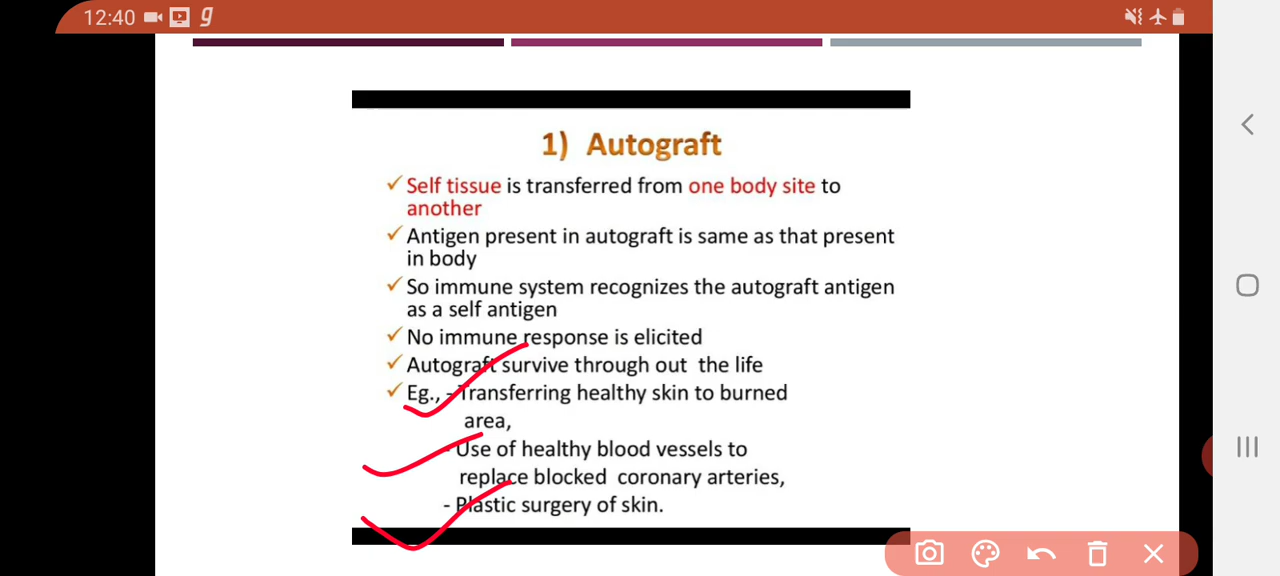 12:40
1) Autograft
✓ Self tissue is transferred from one body site to
another
✓ Antigen present in autograft is same as that present
in body
✓ So immune system recognizes the autograft antigen
as a self antigen
✓ No immune response is elicited
✓ Autograft survive through out the life
✓ Eg., - Transferring healthy skin to burned
area,
- Use of healthy blood vessels to
replace blocked coronary arteries,
- Plastic surgery of skin.